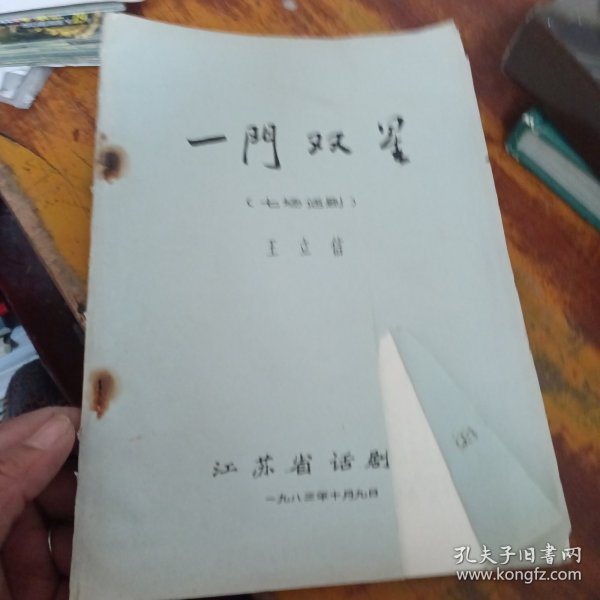 一門双星
（七场话剧）
王立信
江苏省话剧
一九八三年十月九日
孔夫子旧书网
www.kongfz.com